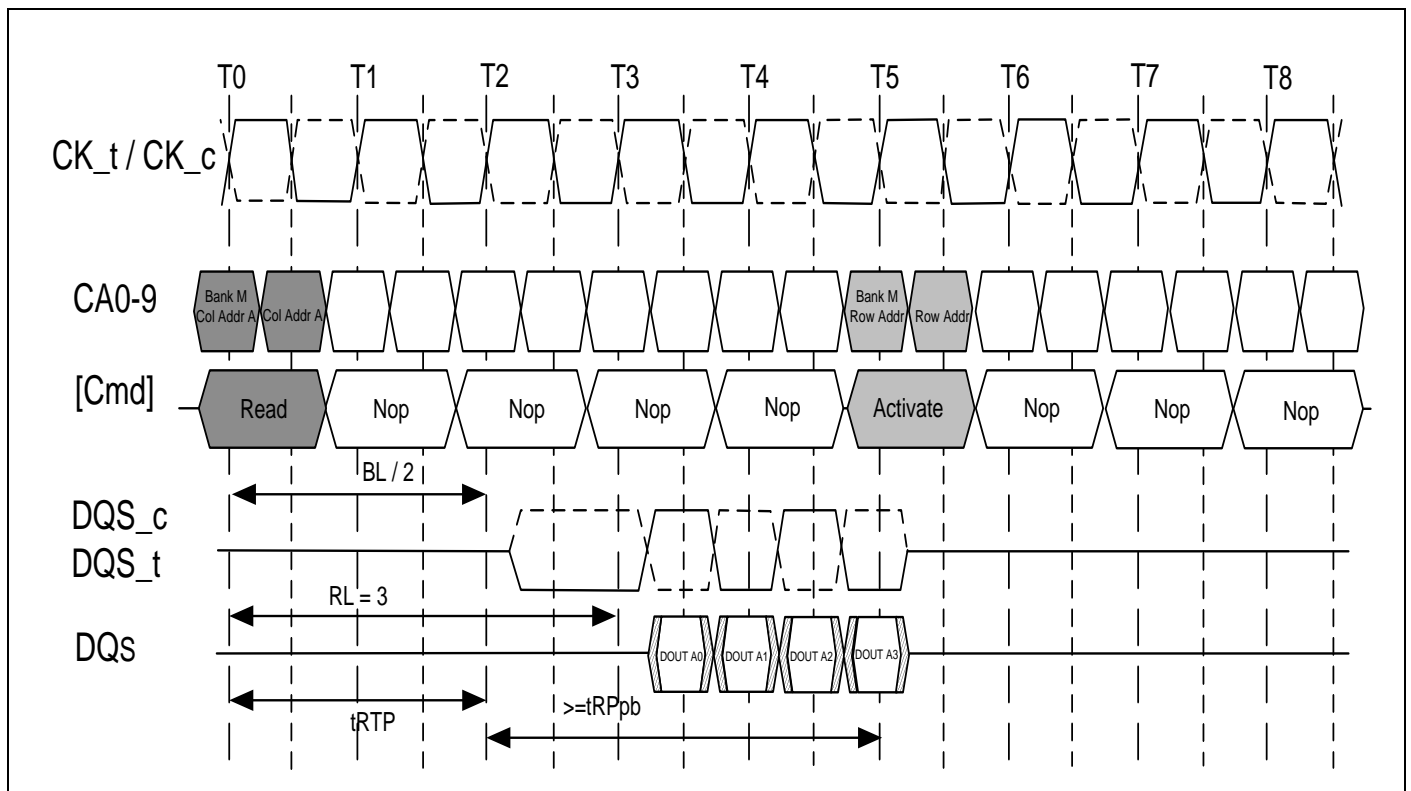 T0 T1 T2 T3 T4 T5 T6 T7 T8
CK_t / CK_c
CA0-9
Bank M
Col Addr A
Col Addr A
Bank M
Row Addr
Row Addr
[Cmd]
Read Nop Nop Nop Nop Activate Nop Nop Nop
BL / 2
DQS_c
DQS_t
RL = 3
DQs
DOUT A0 DOUT A1 DOUT A2 DOUT A3
tRTP
>=tRPpb